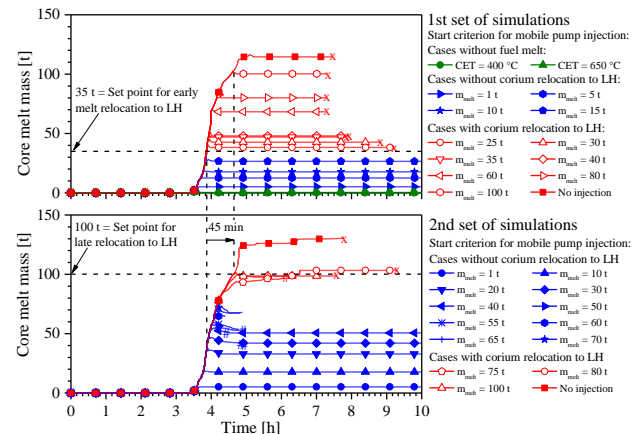 1st set of simulations
Start criterion for mobile pump injection:
Cases without fuel melt:
CET = 400 °C
CET = 650 °C
Cases without corium relocation to LH:
m_melt = 1 t
m_melt = 5 t
m_melt = 10 t
m_melt = 15 t
Cases with corium relocation to LH:
m_melt = 25 t
m_melt = 30 t
m_melt = 35 t
m_melt = 40 t
m_melt = 60 t
m_melt = 80 t
m_melt = 100 t
No injection
Core melt mass [t]
150
100
50
0
35 t = Set point for early
melt relocation to LH
x
x
x
x
x
x
x
2nd set of simulations
Start criterion for mobile pump injection:
Cases without corium relocation to LH
m_melt = 1 t
m_melt = 10 t
m_melt = 20 t
m_melt = 30 t
m_melt = 40 t
m_melt = 50 t
m_melt = 55 t
m_melt = 60 t
m_melt = 65 t
m_melt = 70 t
Cases with corium relocation to LH
m_melt = 75 t
m_melt = 80 t
m_melt = 100 t
No injection
Core melt mass [t]
150
100
50
0
100 t = Set point for
late relocation to LH
45 min
x
x
x
#
#
#
0 1 2 3 4 5 6 7 8 9 10
Time [h]